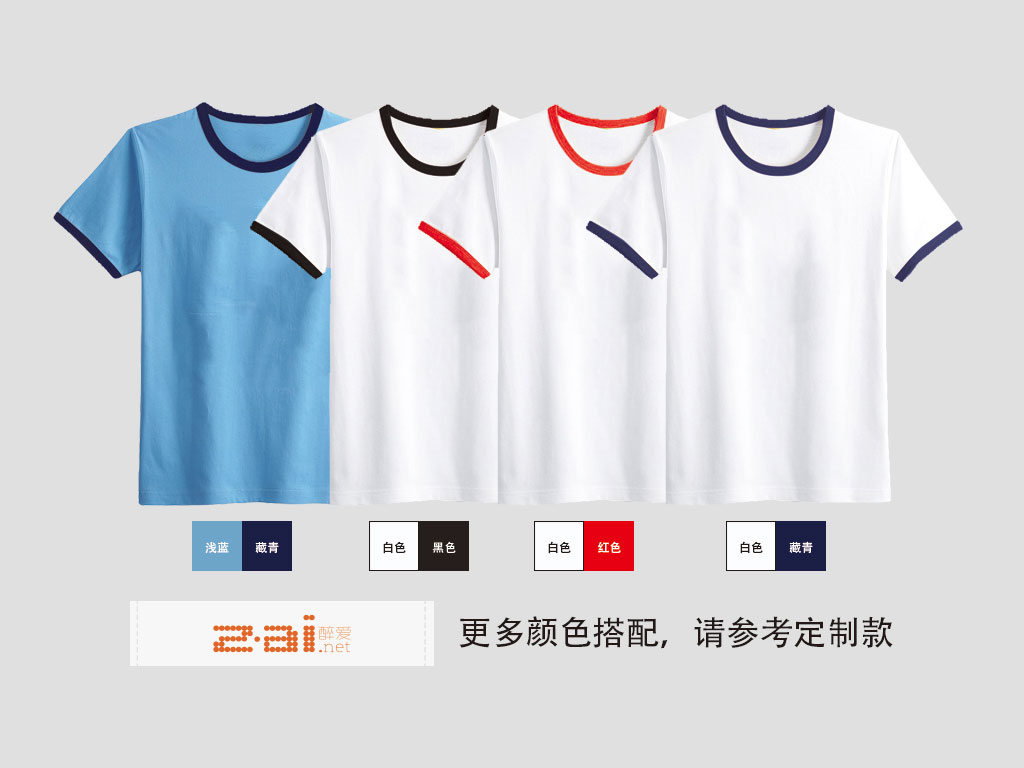 浅蓝 藏青
白色 黑色
白色 红色
白色 藏青
z·ai.net 醉爱
更多颜色搭配，请参考定制款